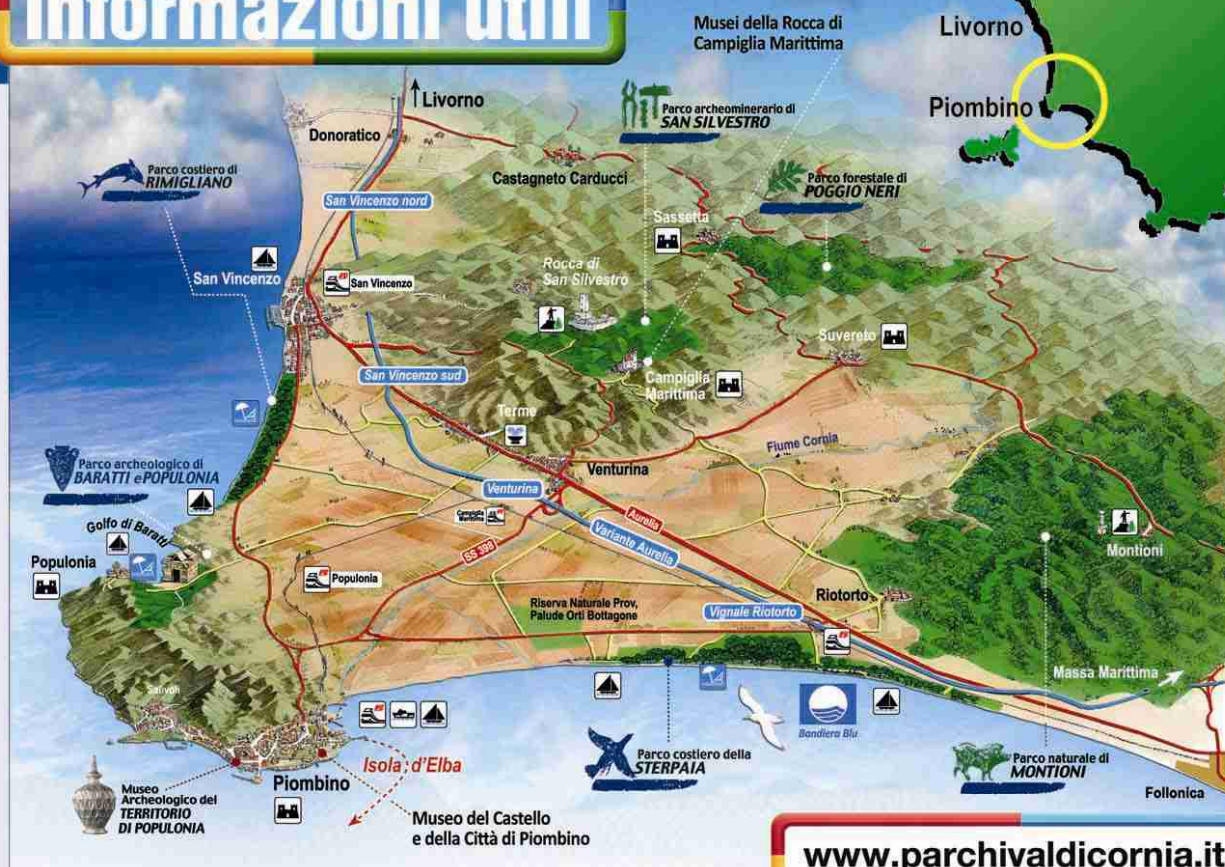 informazioni utili
Musei della Rocca di
Campiglia Marittima
Livorno
Piombino
Livorno
Donoratico
Parco archeominerario di
SAN SILVESTRO
Parco costiero di
RIMIGLIANO
Castagneto Carducci
Parco forestale di
POGGIO NERI
San Vincenzo nord
Sassetta
Rocca di
San Silvestro
San Vincenzo
San Vincenzo
Suvereto
San Vincenzo sud
Campiglia
Marittima
Terme
Fiume Cornia
Parco archeologico di
BARATTI e POPULONIA
Venturina
Venturina
Campiglia
Marittima
Aurelia
Variante Aurelia
Golfo di Baratti
SS 398
Montioni
Populonia
Populonia
Riserva Naturale Prov,
Palude Orti Bottagone
Riotorto
Vignale Riotorto
Massa Marittima
Salivoli
Bandiera Blu
Isola d'Elba
Parco costiero della
STERPAIA
Parco naturale di
MONTIONI
Piombino
Museo
Archeologico del
TERRITORIO
DI POPULONIA
Follonica
Museo del Castello
e della Città di Piombino
www.parchivaldicornia.it